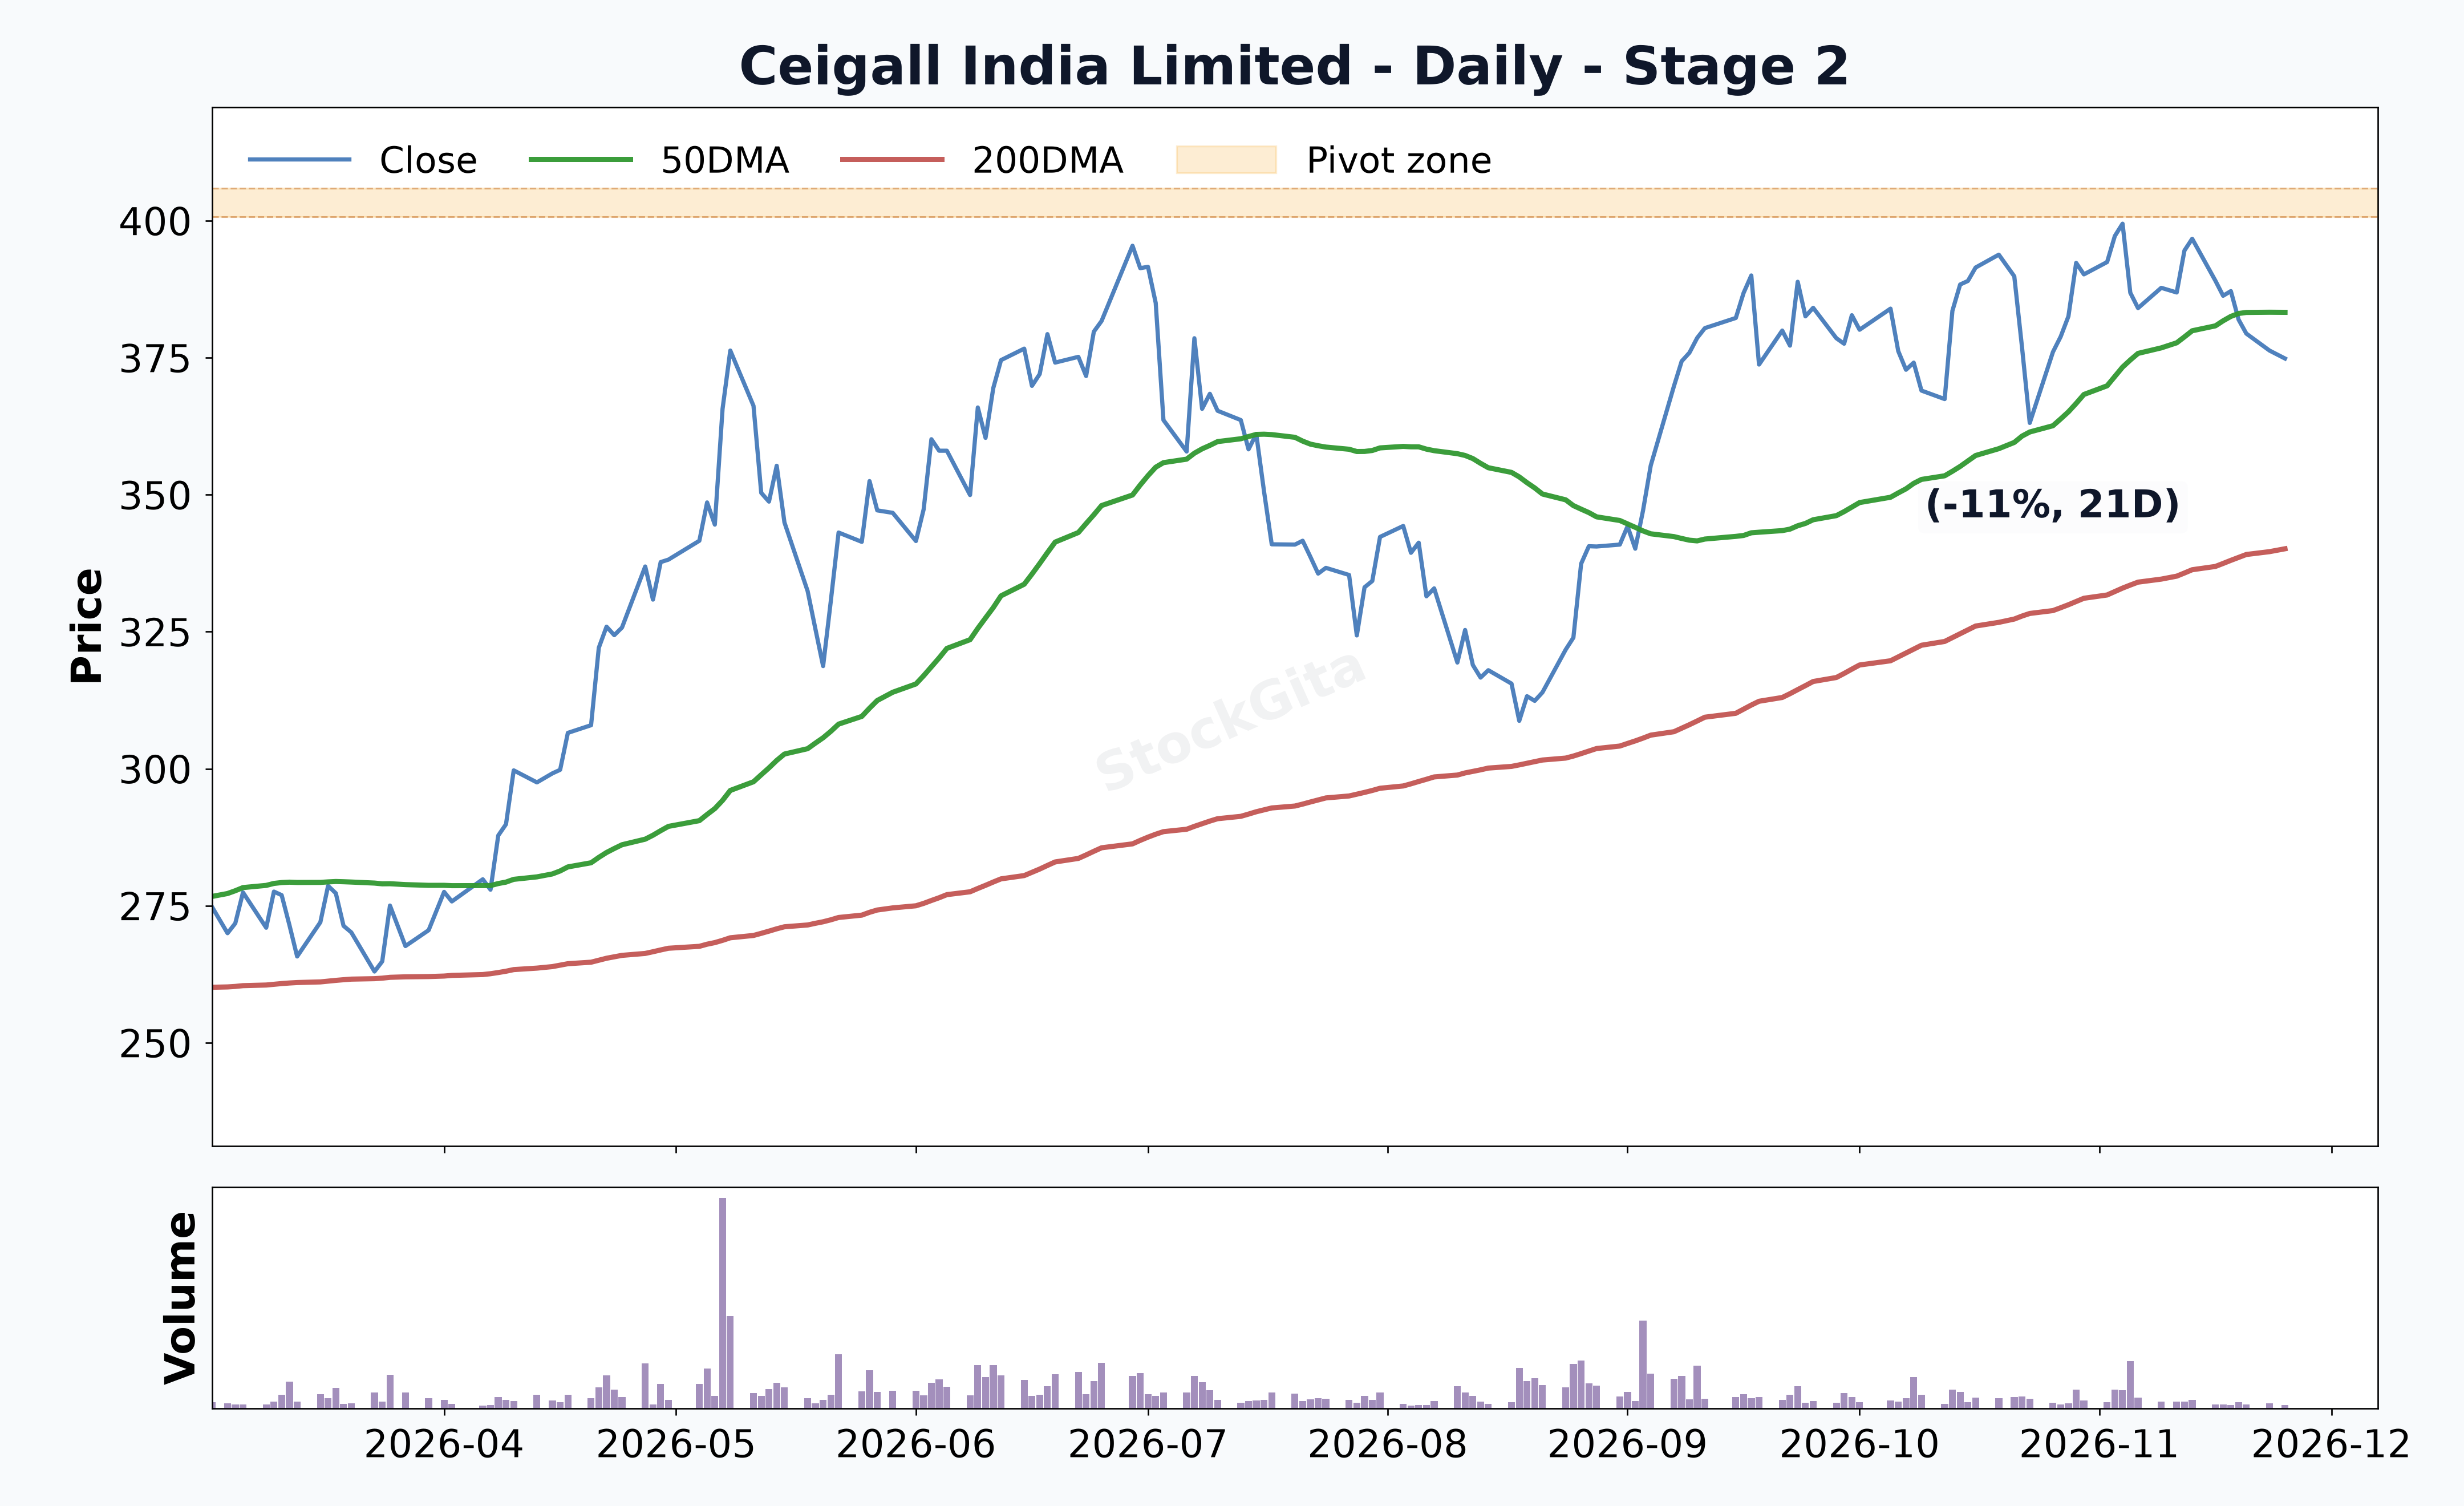 Ceigall India Limited - Daily - Stage 2
Close 50DMA 200DMA Pivot zone
400
375
350
325
300
275
250
Price
(-11%, 21D)
StockGita
Volume
2026-04 2026-05 2026-06 2026-07 2026-08 2026-09 2026-10 2026-11 2026-12